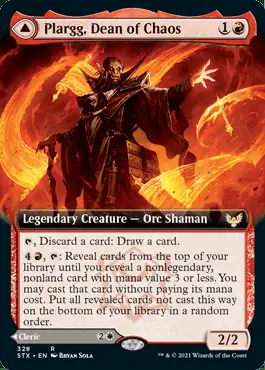 Plargg, Dean of Chaos 1
Legendary Creature — Orc Shaman
, Discard a card: Draw a card.
4 , : Reveal cards from the top of your
library until you reveal a nonlegendary,
nonland card with mana value 3 or less. You
may cast that card without paying its mana
cost. Put all revealed cards not cast this way
on the bottom of your library in a random
order.
Cleric 2
2/2
328 R
STX • EN BRYAN SOLA
™ & © 2021 Wizards of the Coast